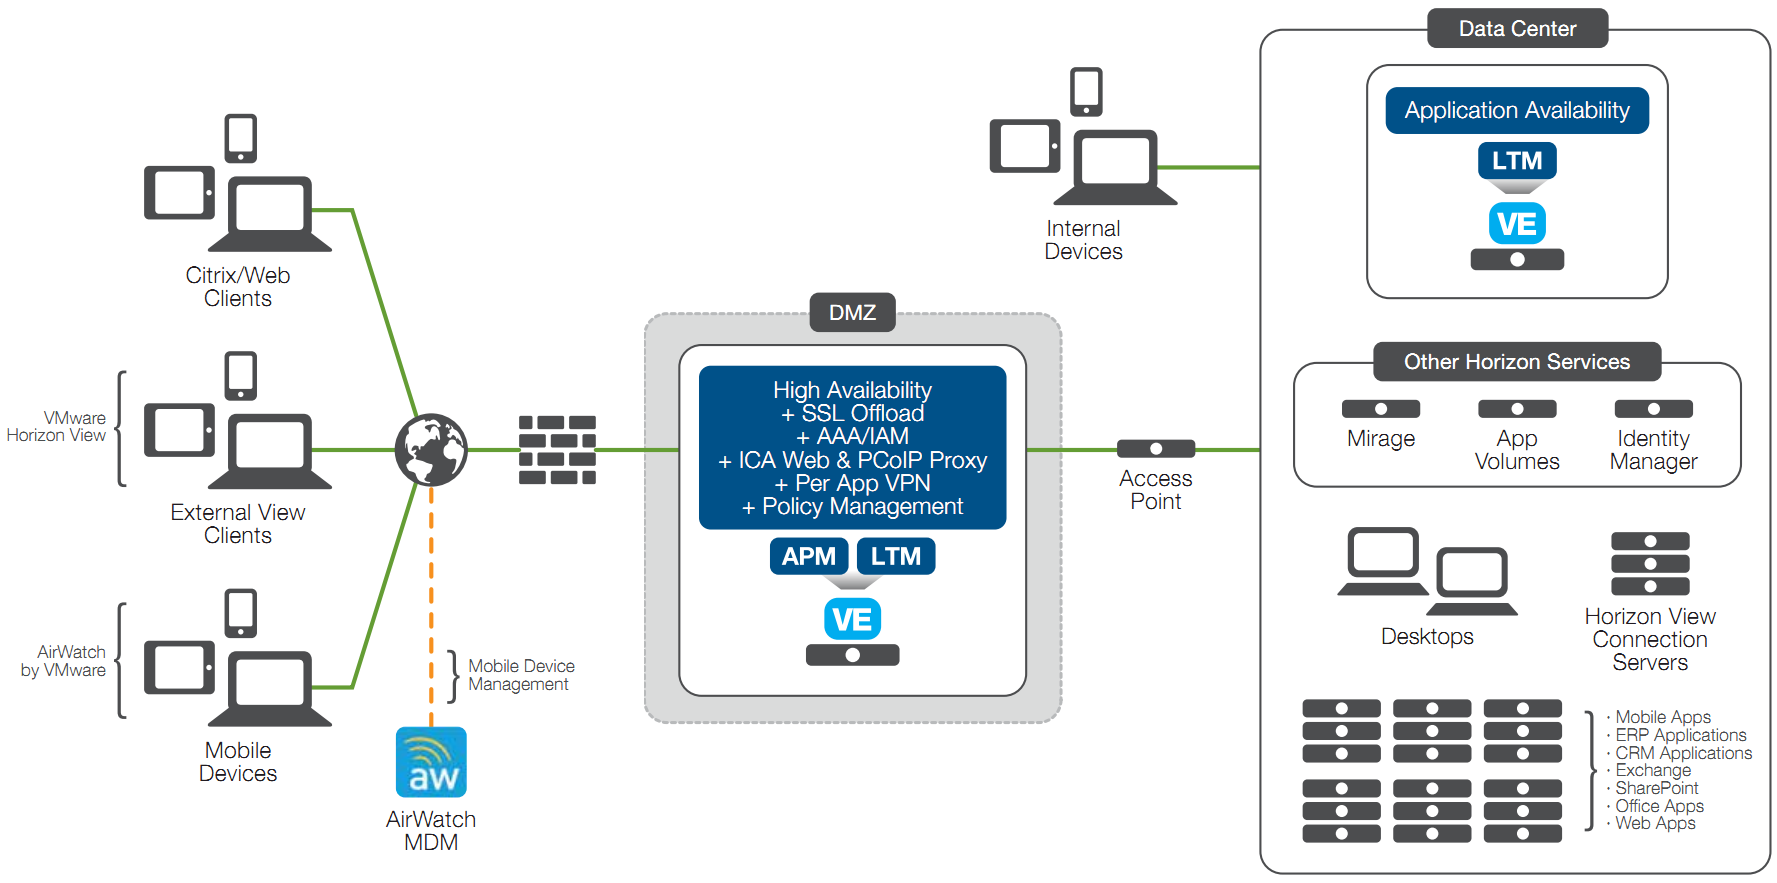 Citrix/Web
Clients
VMware
Horizon View
External View
Clients
AirWatch
by VMware
Mobile
Devices
Mobile Device
Management
aw
AirWatch
MDM
DMZ
High Availability
+ SSL Offload
+ AAA/IAM
+ ICA Web & PCoIP Proxy
+ Per App VPN
+ Policy Management
APM
LTM
VE
Internal
Devices
Access
Point
Data Center
Application Availability
LTM
VE
Other Horizon Services
Mirage
App
Volumes
Identity
Manager
Desktops
Horizon View
Connection
Servers
· Mobile Apps
· ERP Applications
· CRM Applications
· Exchange
· SharePoint
· Office Apps
· Web Apps